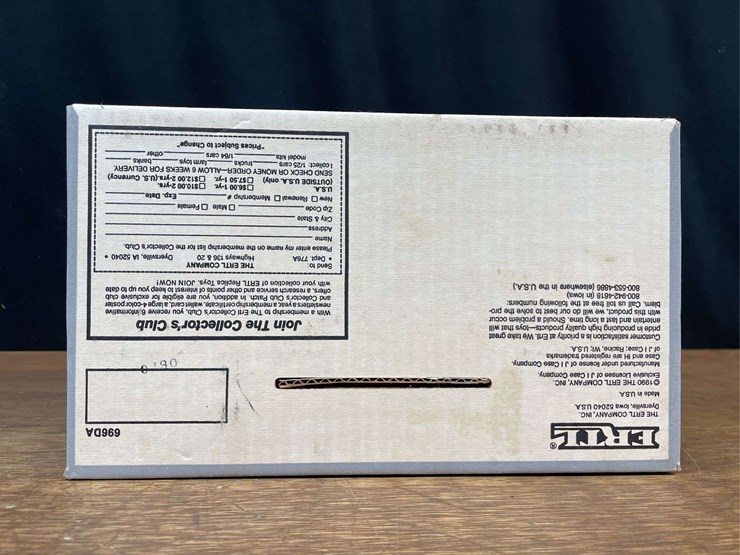 ERTL®
THE ERTL COMPANY, INC.
Dyersville, Iowa 52040 U.S.A.
Made in U.S.A.
©1990 THE ERTL COMPANY, INC.
Exclusive Licensee of Case J I Company.
Manufactured under license of J I Case Company
Case and IH are registered trademarks
of J I Case; Racine, WI. U.S.A.
Customer satisfaction is a priority at Ertl. We take great
pride in producing high quality products—toys that will
entertain and last a long time. Should a problem occur
with this product, we will do our best to solve the pro-
blem. Call us toll free at the following numbers:
800-942-4618 (in Iowa)
800-553-4886 (elsewhere in the U.S.A.)
696DA
0870
Join The Collector's Club
With a membership to The Ertl Collector's Club, you receive 6 informative
newsletters a year, a membership certificate, wallet card, a large-color poster
and Collector's Club Patch. In addition, you are eligible for exclusive club
offers, a research service and other points of interest to keep you up to date
with your collection of ERTL Replica Toys. JOIN NOW!
Send to: THE ERTL COMPANY
• Dept. 776A Highways 136 & 20 Dyersville, IA 52040 •
Please enter my name on the membership list for the Collector's Club.
Name
Address
City & State
Zip Code □ Male □ Female
New □ Renewal □ Membership # Exp. Date
U.S.A. □$6.00 1-yr. □$10.00 2-yrs.
(OUTSIDE U.S.A. only) □$7.50 1-yr. □$12.00 2-yrs. (U.S. Currency)
SEND CHECK OR MONEY ORDER—ALLOW 6 WEEKS FOR DELIVERY.
I collect: 1/25 cars trucks farm toys banks
model kits 1/64 cars other
"Prices Subject to Change"